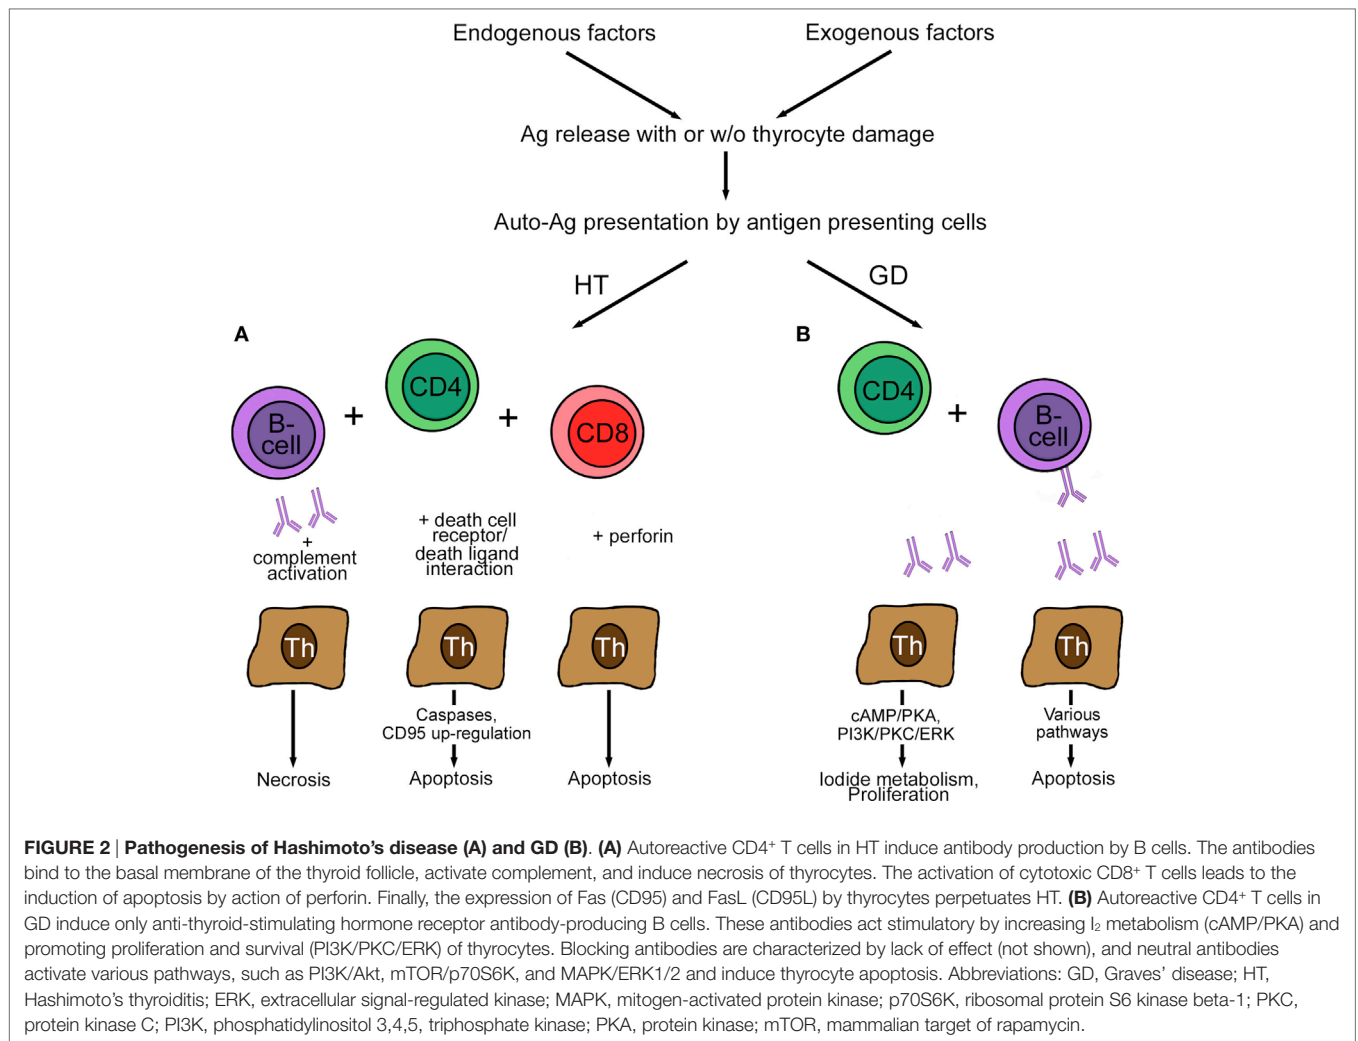 Endogenous factors
Exogenous factors
Ag release with or w/o thyrocyte damage
Auto-Ag presentation by antigen presenting cells
HT
GD
A
B-
cell
+
CD4
+
CD8
+
complement
activation
+ death cell
receptor/
death ligand
interaction
+ perforin
Th
Th
Th
Caspases,
CD95 up-regulation
Necrosis
Apoptosis
Apoptosis
B
CD4
+
B-
cell
Th
Th
cAMP/PKA,
PI3K/PKC/ERK
Various
pathways
Iodide metabolism,
Proliferation
Apoptosis
FIGURE 2 | Pathogenesis of Hashimoto’s disease (A) and GD (B). (A) Autoreactive CD4⁺ T cells in HT induce antibody production by B cells. The antibodies
bind to the basal membrane of the thyroid follicle, activate complement, and induce necrosis of thyrocytes. The activation of cytotoxic CD8⁺ T cells leads to the
induction of apoptosis by action of perforin. Finally, the expression of Fas (CD95) and FasL (CD95L) by thyrocytes perpetuates HT. (B) Autoreactive CD4⁺ T cells in
GD induce only anti-thyroid-stimulating hormone receptor antibody-producing B cells. These antibodies act stimulatory by increasing I₂ metabolism (cAMP/PKA) and
promoting proliferation and survival (PI3K/PKC/ERK) of thyrocytes. Blocking antibodies are characterized by lack of effect (not shown), and neutral antibodies
activate various pathways, such as PI3K/Akt, mTOR/p70S6K, and MAPK/ERK1/2 and induce thyrocyte apoptosis. Abbreviations: GD, Graves’ disease; HT,
Hashimoto’s thyroiditis; ERK, extracellular signal-regulated kinase; MAPK, mitogen-activated protein kinase; p70S6K, ribosomal protein S6 kinase beta-1; PKC,
protein kinase C; PI3K, phosphatidylinositol 3,4,5, triphosphate kinase; PKA, protein kinase; mTOR, mammalian target of rapamycin.